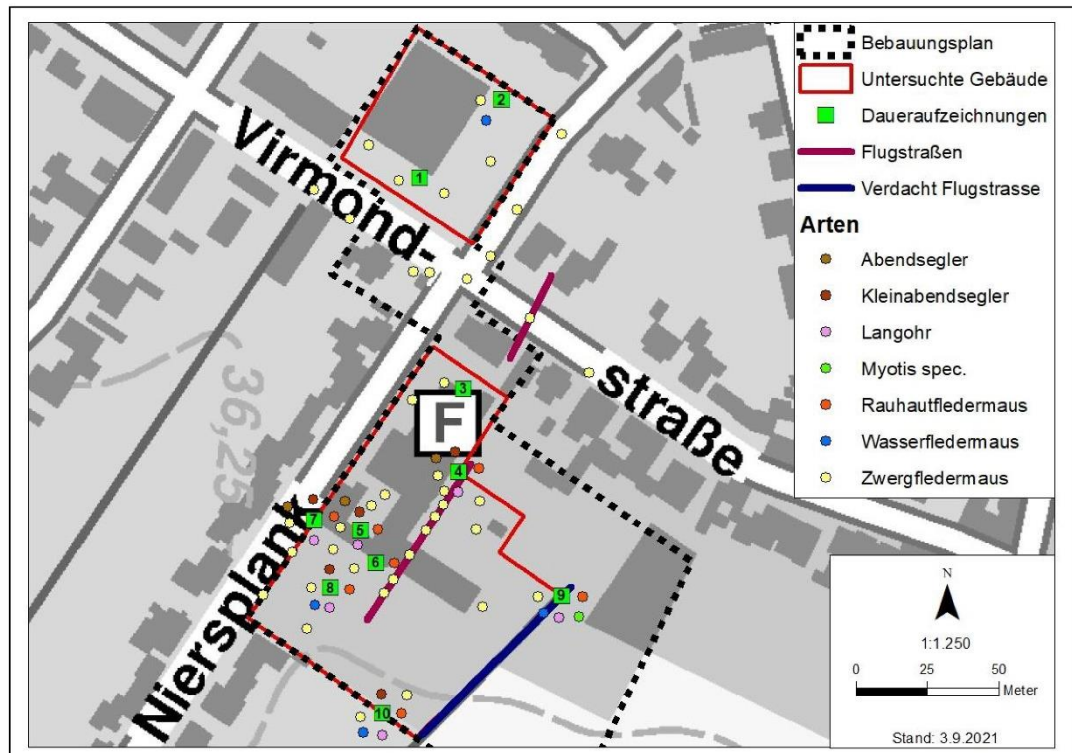 Virmond-
straße
Niersplank
36,25
F
2
1
3
4
7
5
6
8
9
10
Bebauungsplan
Untersuchte Gebäude
Daueraufzeichnungen
Flugstraßen
Verdacht Flugstrasse
Arten
Abendsegler
Kleinabendsegler
Langohr
Myotis spec.
Rauhautfledermaus
Wasserfledermaus
Zwergfledermaus
N
1:1.250
0 25 50
Meter
Stand: 3.9.2021